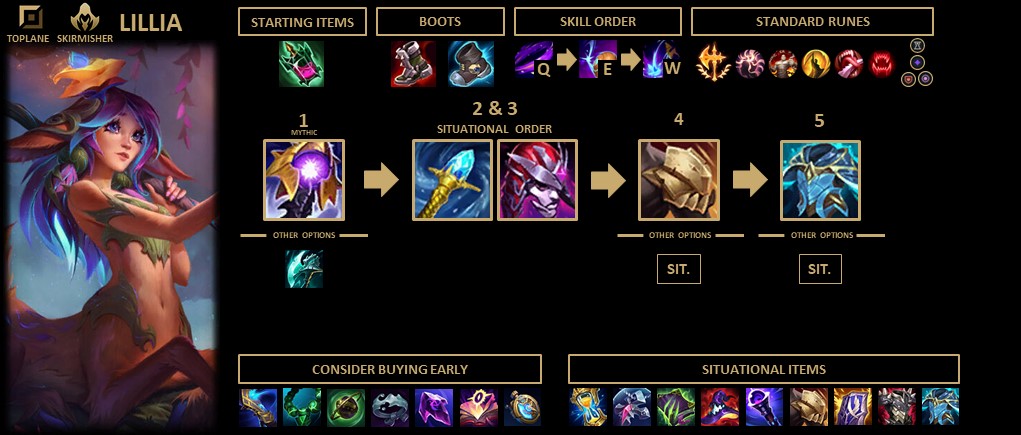 TOPLANE
SKIRMISHER
LILLIA
STARTING ITEMS
BOOTS
SKILL ORDER
STANDARD RUNES
Q
E
W
1
MYTHIC
2 & 3
SITUATIONAL ORDER
4
5
OTHER OPTIONS
OTHER OPTIONS
OTHER OPTIONS
SIT.
SIT.
CONSIDER BUYING EARLY
SITUATIONAL ITEMS